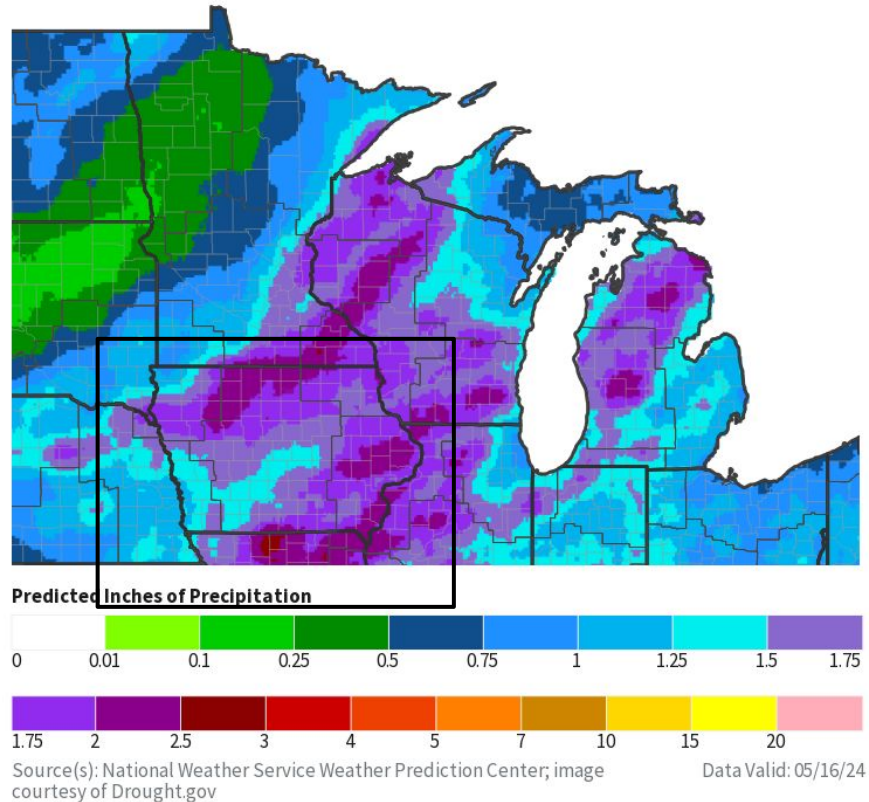 Predicted Inches of Precipitation
0 0.01 0.1 0.25 0.5 0.75 1 1.25 1.5 1.75
1.75 2 2.5 3 4 5 7 10 15 20
Source(s): National Weather Service Weather Prediction Center; image Data Valid: 05/16/24
courtesy of Drought.gov